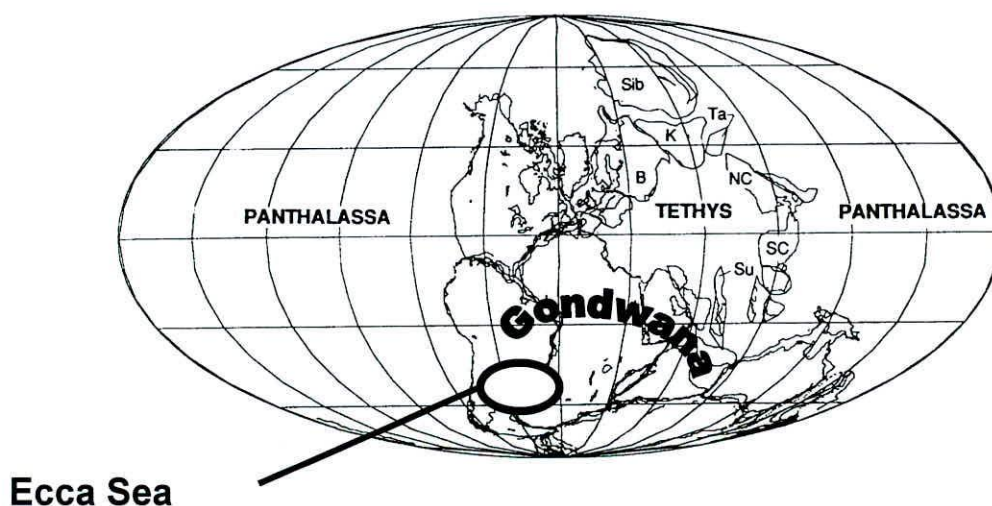 Sib
Ta
K
B
NC
PANTHALASSA
TETHYS
PANTHALASSA
SC
Su
Gondwana
Ecca Sea